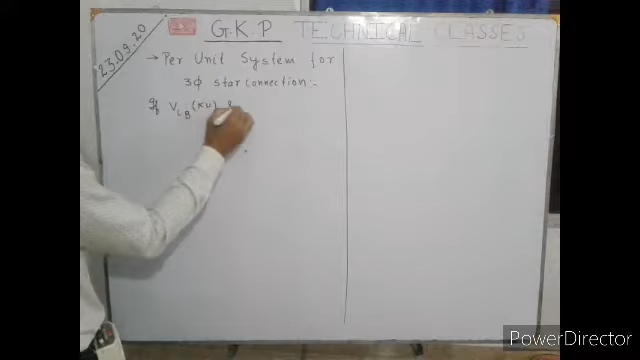 23.09.20
G.K.P TECHNICAL CLASSES
→ Per Unit System for
3Φ star connection:-
If V_LB (KV) &
PowerDirector